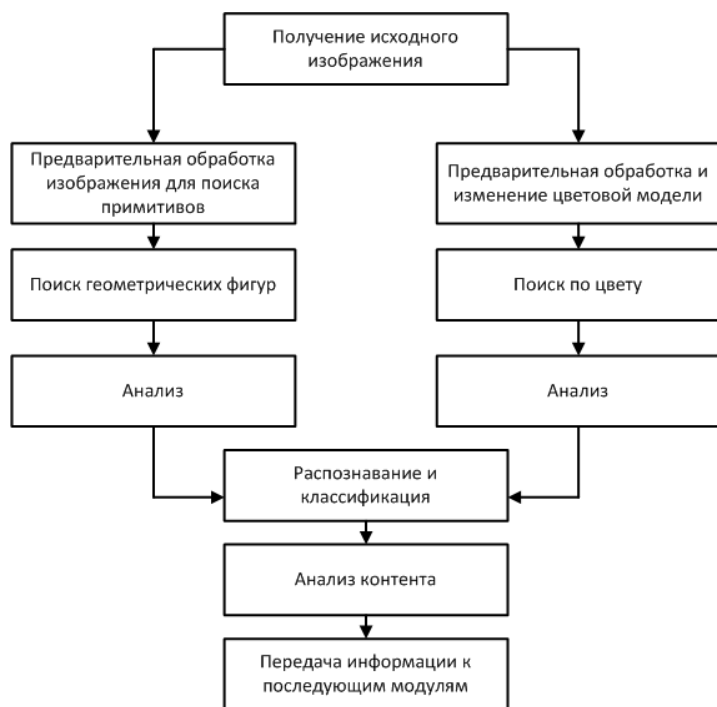 Получение исходного
изображения
Предварительная обработка
изображения для поиска
примитивов
Предварительная обработка и
изменение цветовой модели
Поиск геометрических фигур
Поиск по цвету
Анализ
Анализ
Распознавание и
классификация
Анализ контента
Передача информации к
последующим модулям